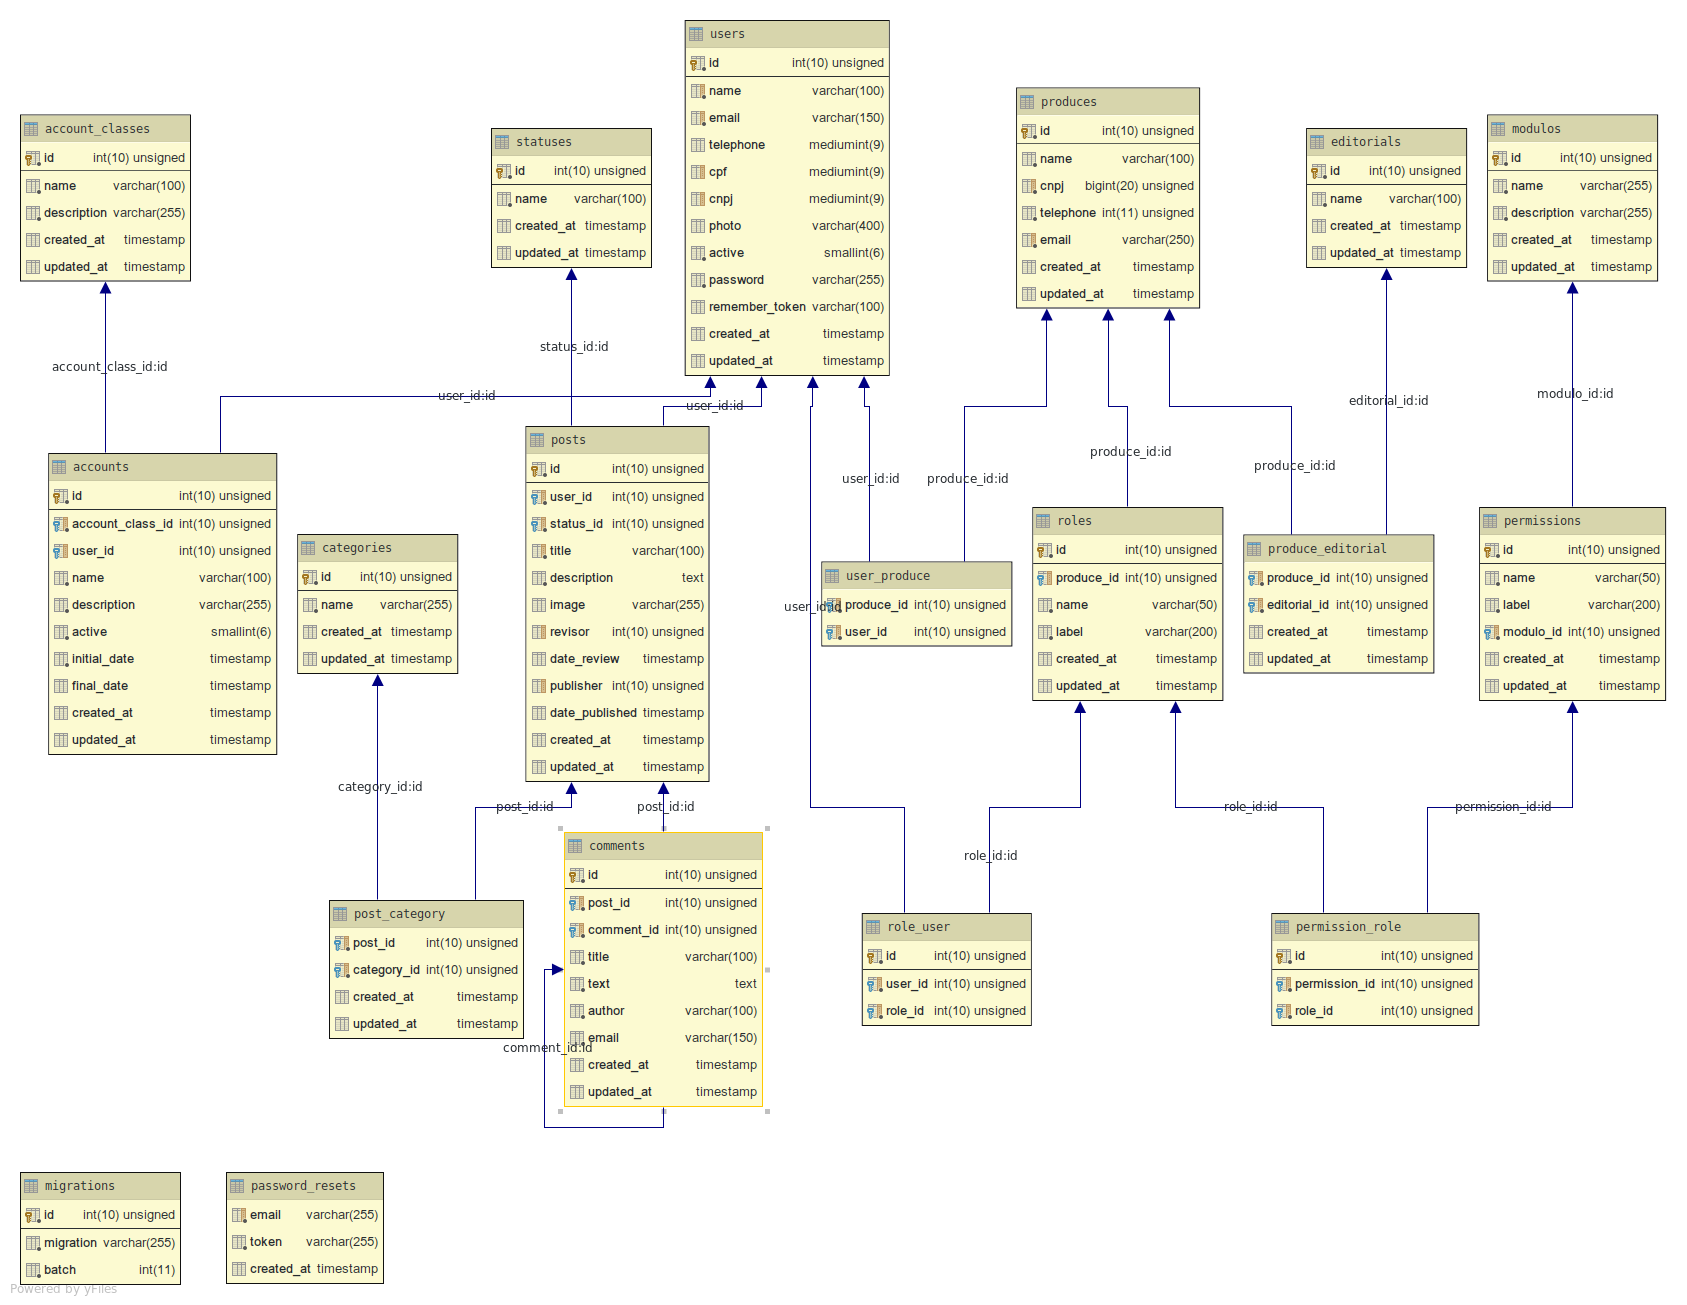 users
id int(10) unsigned
name varchar(100)
email varchar(150)
telephone mediumint(9)
cpf mediumint(9)
cnpj mediumint(9)
photo varchar(400)
active smallint(6)
password varchar(255)
remember_token varchar(100)
created_at timestamp
updated_at timestamp
account_classes
id int(10) unsigned
name varchar(100)
description varchar(255)
created_at timestamp
updated_at timestamp
statuses
id int(10) unsigned
name varchar(100)
created_at timestamp
updated_at timestamp
produces
id int(10) unsigned
name varchar(100)
cnpj bigint(20) unsigned
telephone int(11) unsigned
email varchar(250)
created_at timestamp
updated_at timestamp
editorials
id int(10) unsigned
name varchar(100)
created_at timestamp
updated_at timestamp
modulos
id int(10) unsigned
name varchar(255)
description varchar(255)
created_at timestamp
updated_at timestamp
account_class_id:id
status_id:id
user_id:id
user_id:id
user_id:id
user_id:id
produce_id:id
produce_id:id
produce_id:id
editorial_id:id
modulo_id:id
accounts
id int(10) unsigned
account_class_id int(10) unsigned
user_id int(10) unsigned
name varchar(100)
description varchar(255)
active smallint(6)
initial_date timestamp
final_date timestamp
created_at timestamp
updated_at timestamp
categories
id int(10) unsigned
name varchar(255)
created_at timestamp
updated_at timestamp
posts
id int(10) unsigned
user_id int(10) unsigned
status_id int(10) unsigned
title varchar(100)
description text
image varchar(255)
revisor int(10) unsigned
date_review timestamp
publisher int(10) unsigned
date_published timestamp
created_at timestamp
updated_at timestamp
user_produce
produce_id int(10) unsigned
user_id int(10) unsigned
roles
id int(10) unsigned
produce_id int(10) unsigned
name varchar(50)
label varchar(200)
created_at timestamp
updated_at timestamp
produce_editorial
produce_id int(10) unsigned
editorial_id int(10) unsigned
created_at timestamp
updated_at timestamp
permissions
id int(10) unsigned
name varchar(50)
label varchar(200)
modulo_id int(10) unsigned
created_at timestamp
updated_at timestamp
category_id:id
post_id:id
post_id:id
role_id:id
role_id:id
permission_id:id
comments
id int(10) unsigned
post_id int(10) unsigned
comment_id int(10) unsigned
title varchar(100)
text text
author varchar(100)
email varchar(150)
created_at timestamp
updated_at timestamp
comment_id:id
post_category
post_id int(10) unsigned
category_id int(10) unsigned
created_at timestamp
updated_at timestamp
role_user
id int(10) unsigned
user_id int(10) unsigned
role_id int(10) unsigned
permission_role
id int(10) unsigned
permission_id int(10) unsigned
role_id int(10) unsigned
migrations
id int(10) unsigned
migration varchar(255)
batch int(11)
password_resets
email varchar(255)
token varchar(255)
created_at timestamp
Powered by yFiles